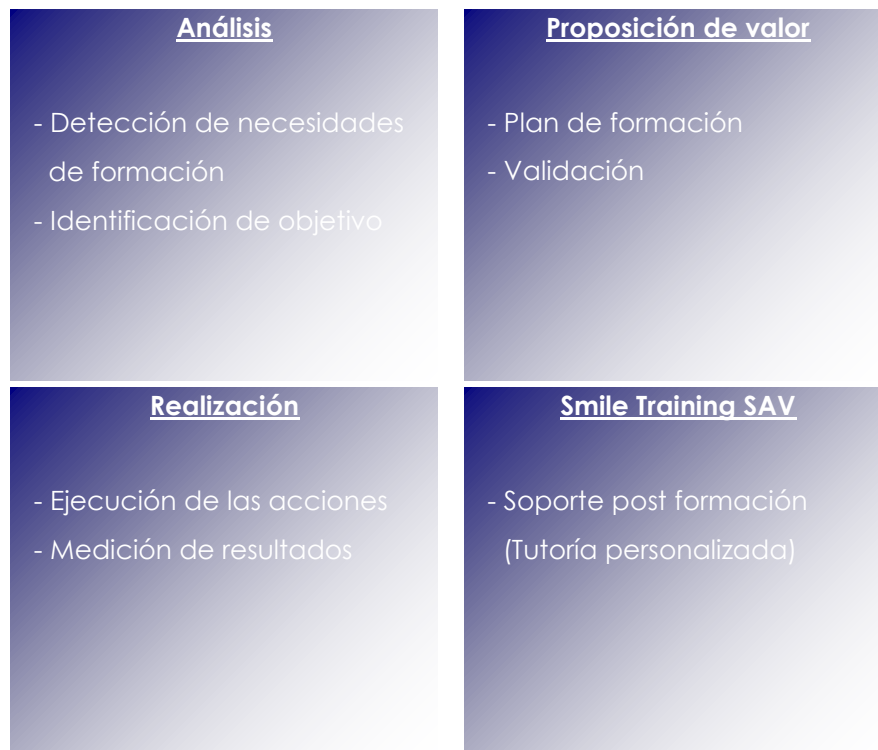 Análisis
- Detección de necesidades
de formación
- Identificación de objetivo
Proposición de valor
- Plan de formación
- Validación
Realización
- Ejecución de las acciones
- Medición de resultados
Smile Training SAV
- Soporte post formación
(Tutoría personalizada)